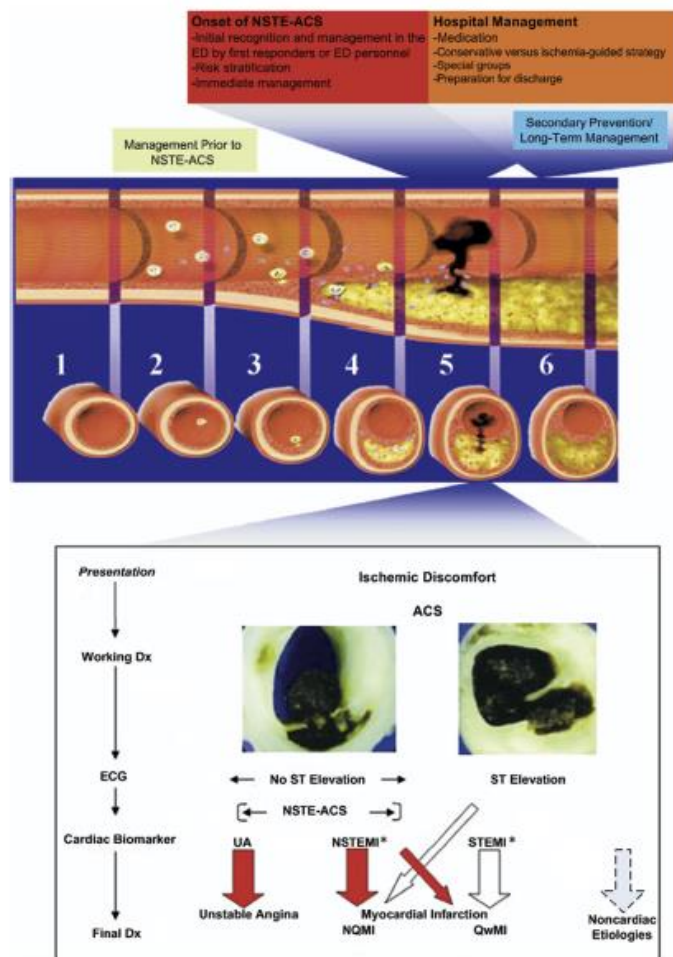 Onset of NSTE-ACS
-Initial recognition and management in the
ED by first responders or ED personnel
-Risk stratification
-Immediate management
Hospital Management
-Medication
-Conservative versus ischemia-guided strategy
-Special groups
-Preparation for discharge
Management Prior to
NSTE-ACS
Secondary Prevention/
Long-Term Management
1 2 3 4 5 6
Presentation
Ischemic Discomfort
ACS
Working Dx
ECG
No ST Elevation
ST Elevation
NSTE-ACS
Cardiac Biomarker
UA
NSTEMI*
STEMI*
Unstable Angina
Myocardial Infarction
NQMI
QwMI
Final Dx
Noncardiac
Etiologies